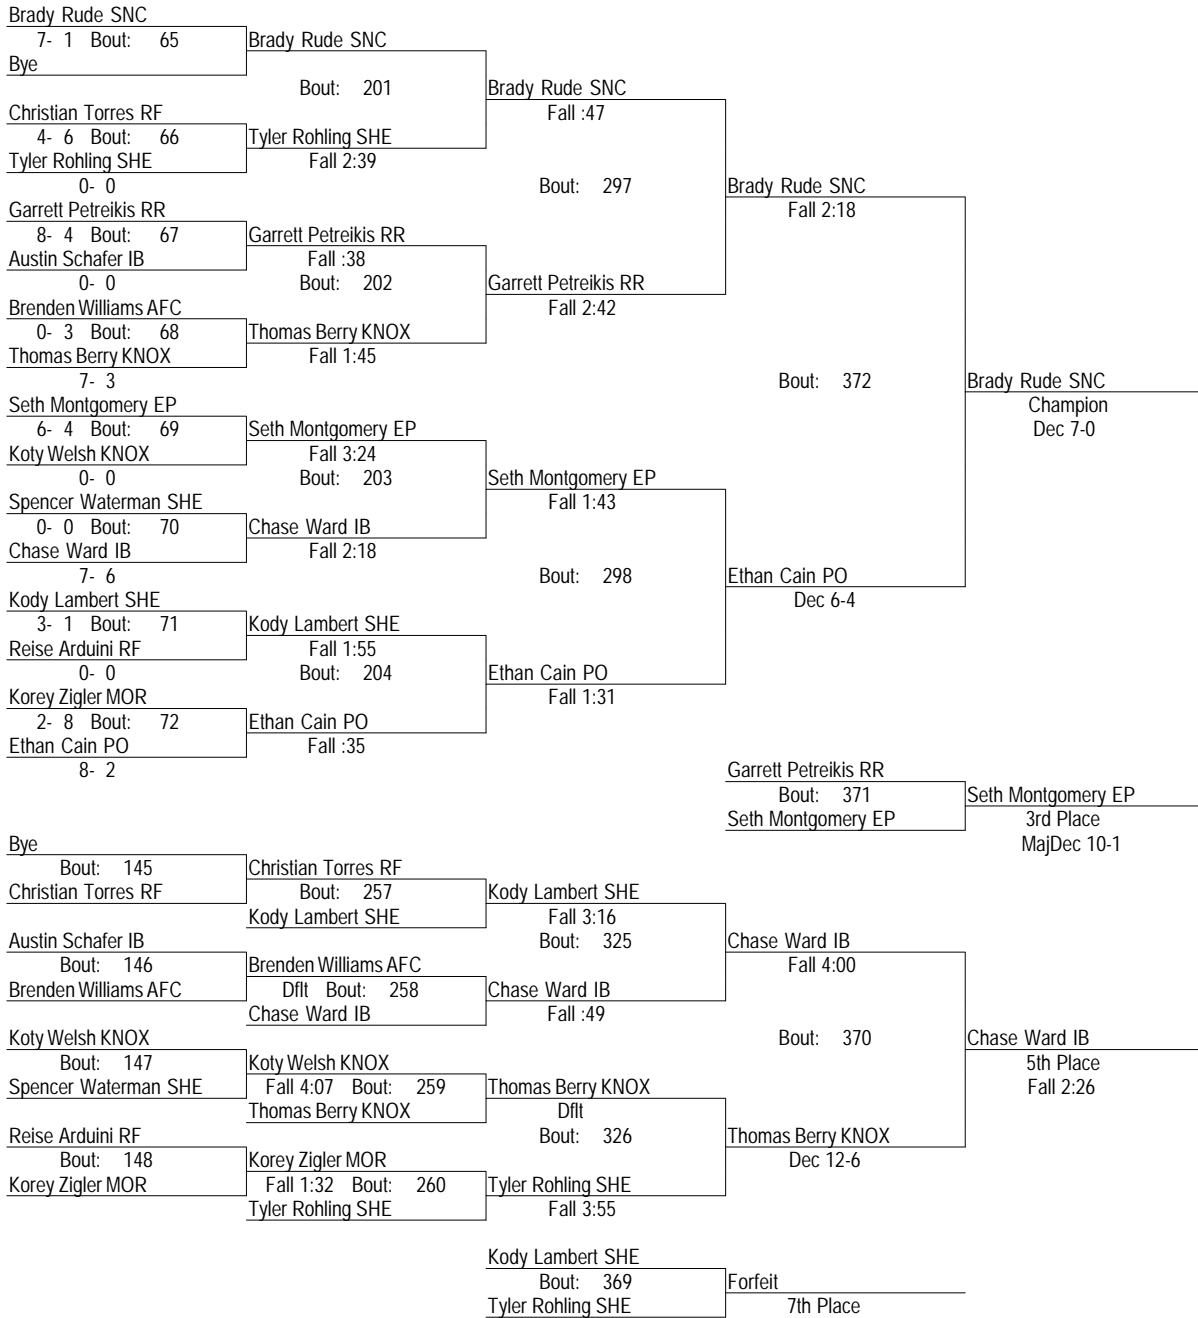 Brady Rude SNC
7- 1 Bout: 65
Bye
Christian Torres RF
4- 6 Bout: 66
Tyler Rohling SHE
0- 0
Garrett Petreikis RR
8- 4 Bout: 67
Austin Schafer IB
0- 0
Brenden Williams AFC
0- 3 Bout: 68
Thomas Berry KNOX
7- 3
Seth Montgomery EP
6- 4 Bout: 69
Koty Welsh KNOX
0- 0
Spencer Waterman SHE
0- 0 Bout: 70
Chase Ward IB
7- 6
Kody Lambert SHE
3- 1 Bout: 71
Reise Arduini RF
0- 0
Korey Zigler MOR
2- 8 Bout: 72
Ethan Cain PO
8- 2
Brady Rude SNC
Bout: 201
Tyler Rohling SHE
Fall 2:39
Garrett Petreikis RR
Fall :38
Bout: 202
Thomas Berry KNOX
Fall 1:45
Seth Montgomery EP
Fall 3:24
Bout: 203
Chase Ward IB
Fall 2:18
Kody Lambert SHE
Fall 1:55
Bout: 204
Ethan Cain PO
Fall :35
Brady Rude SNC
Fall :47
Bout: 297
Garrett Petreikis RR
Fall 2:42
Seth Montgomery EP
Fall 1:43
Bout: 298
Ethan Cain PO
Fall 1:31
Brady Rude SNC
Fall 2:18
Bout: 372
Ethan Cain PO
Dec 6-4
Brady Rude SNC
Champion
Dec 7-0
Garrett Petreikis RR
Bout: 371
Seth Montgomery EP
Seth Montgomery EP
3rd Place
MajDec 10-1
Bye
Bout: 145
Christian Torres RF
Austin Schafer IB
Bout: 146
Brenden Williams AFC
Koty Welsh KNOX
Bout: 147
Spencer Waterman SHE
Reise Arduini RF
Bout: 148
Korey Zigler MOR
Christian Torres RF
Bout: 257
Kody Lambert SHE
Brenden Williams AFC
Dflt Bout: 258
Chase Ward IB
Koty Welsh KNOX
Fall 4:07 Bout: 259
Thomas Berry KNOX
Korey Zigler MOR
Fall 1:32 Bout: 260
Tyler Rohling SHE
Kody Lambert SHE
Fall 3:16
Bout: 325
Chase Ward IB
Fall :49
Thomas Berry KNOX
Dflt
Bout: 326
Tyler Rohling SHE
Fall 3:55
Chase Ward IB
Fall 4:00
Bout: 370
Thomas Berry KNOX
Dec 12-6
Chase Ward IB
5th Place
Fall 2:26
Kody Lambert SHE
Bout: 369
Tyler Rohling SHE
Forfeit
7th Place